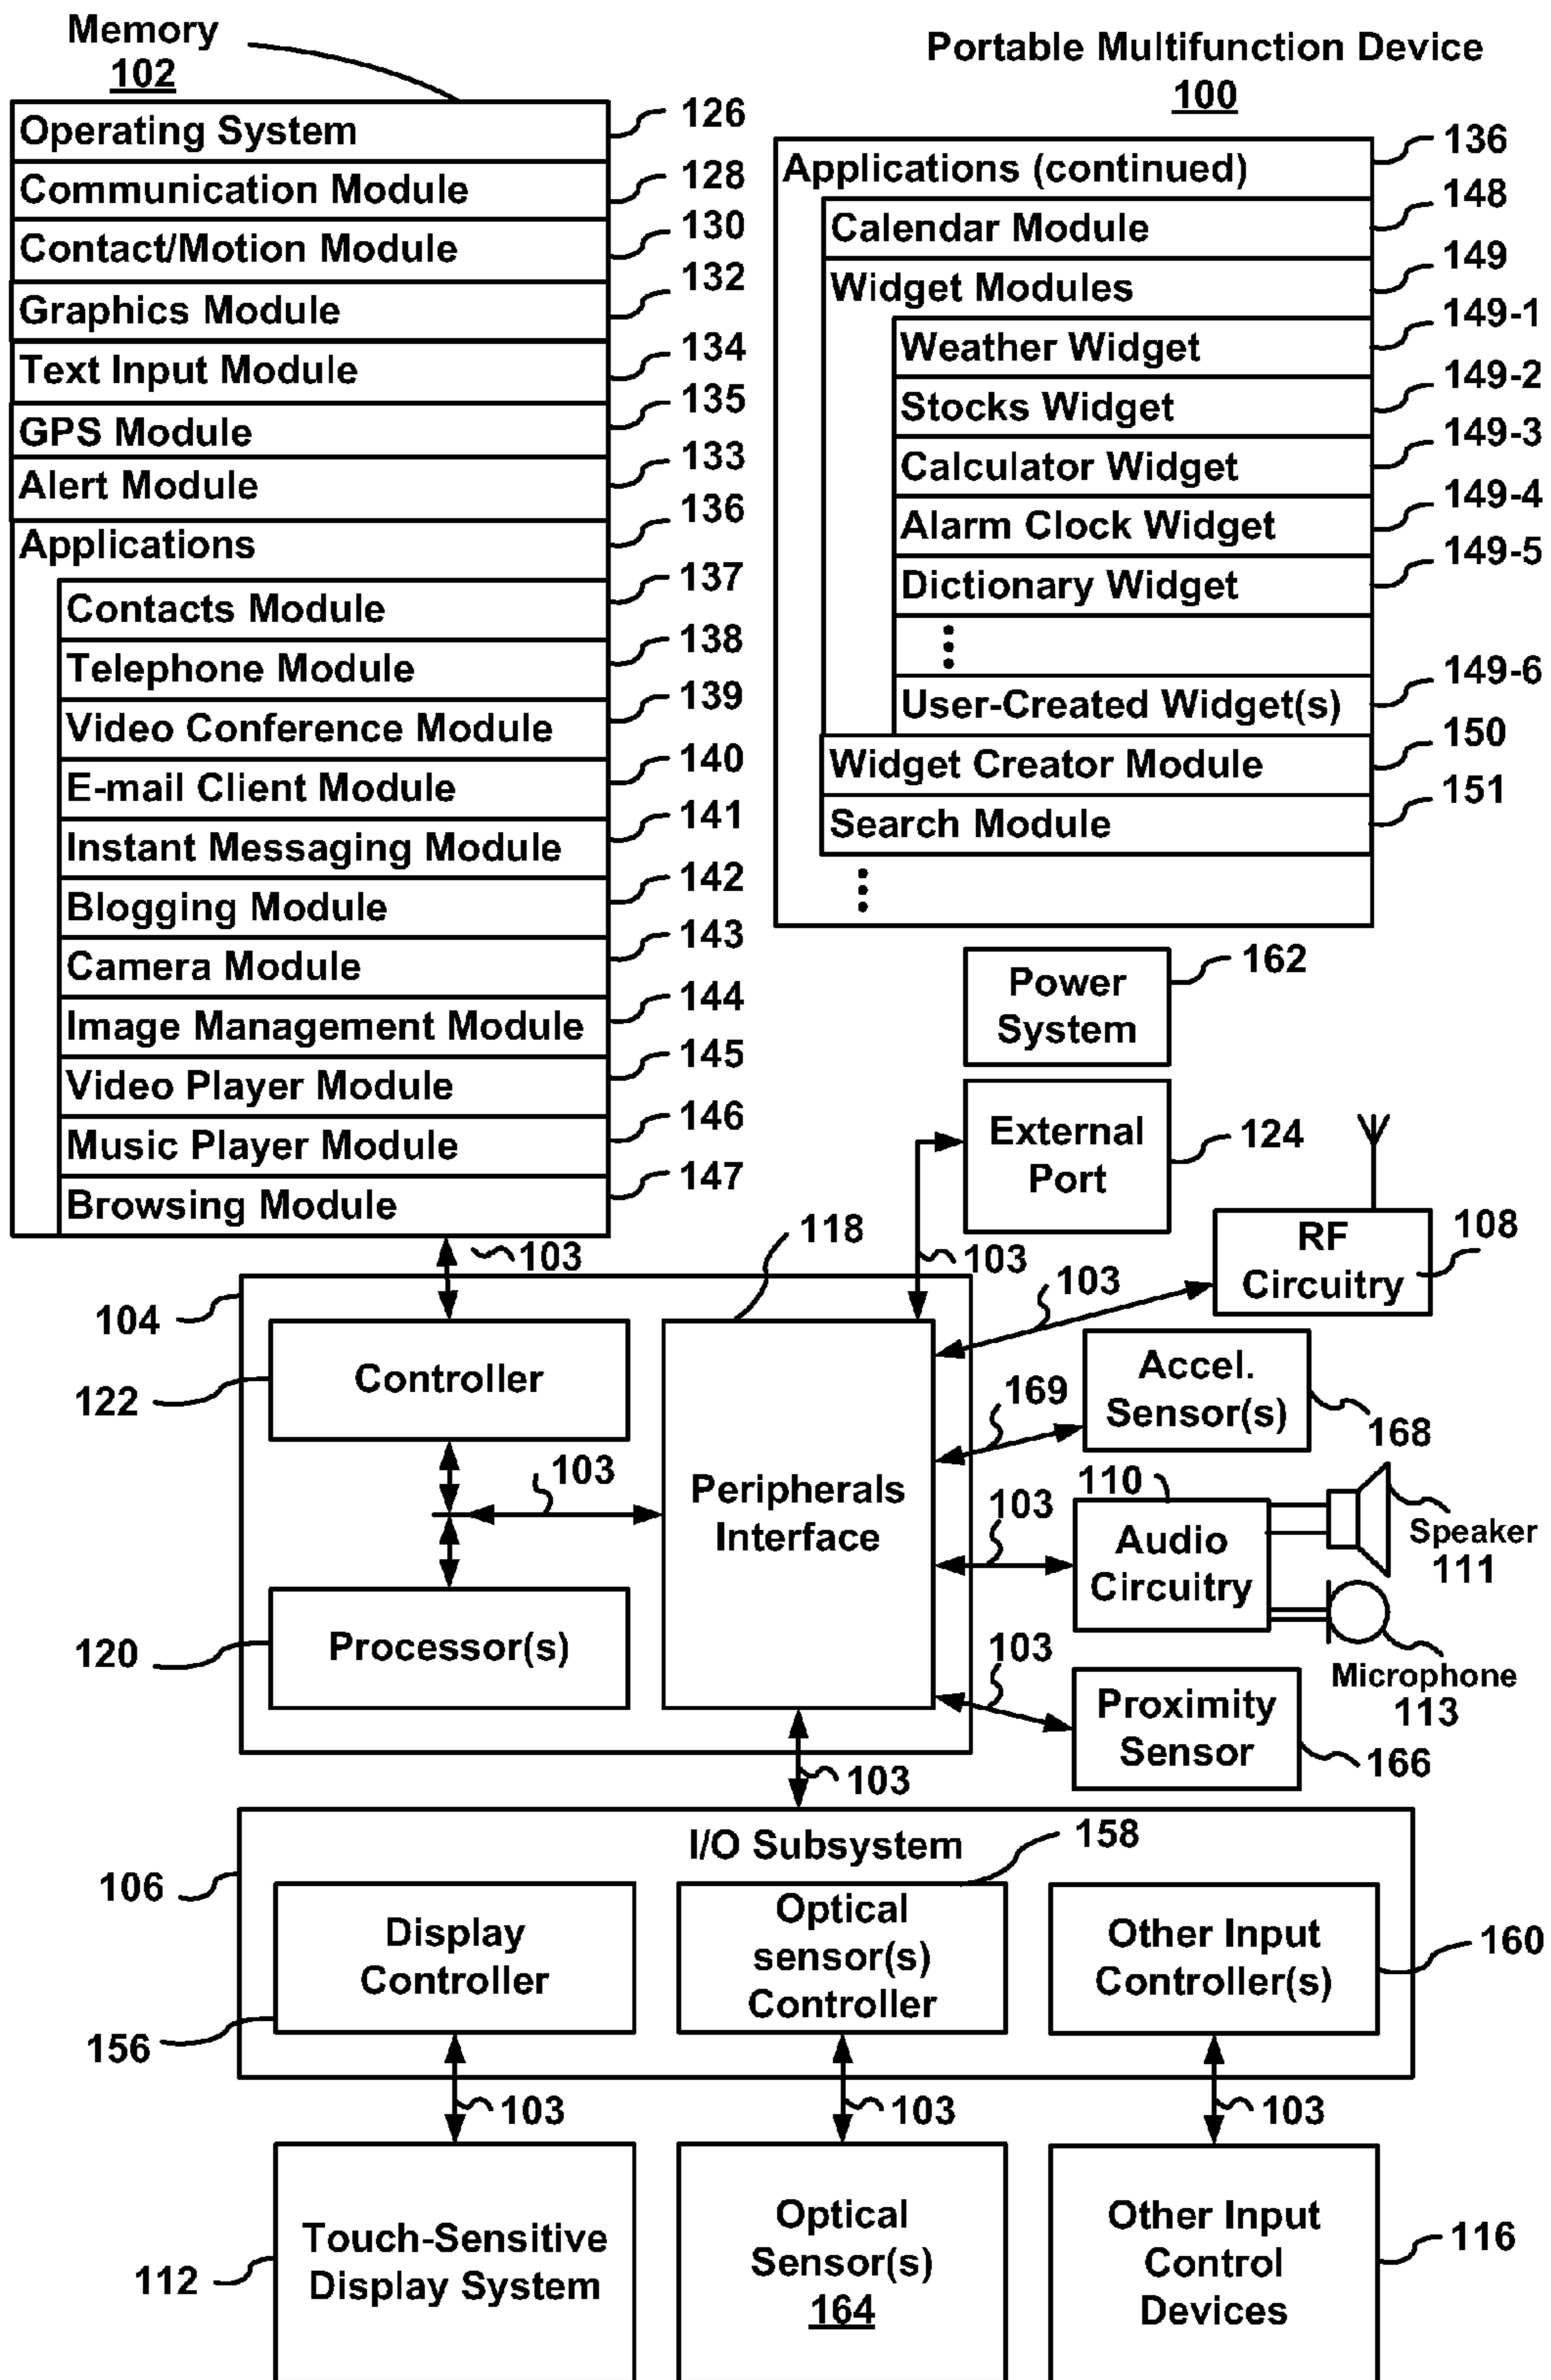 Memory
102
Operating System 126
Communication Module 128
Contact/Motion Module 130
Graphics Module 132
Text Input Module 134
GPS Module 135
Alert Module 133
Applications 136
Contacts Module 137
Telephone Module 138
Video Conference Module 139
E-mail Client Module 140
Instant Messaging Module 141
Blogging Module 142
Camera Module 143
Image Management Module 144
Video Player Module 145
Music Player Module 146
Browsing Module 147
Portable Multifunction Device
100
Applications (continued) 136
Calendar Module 148
Widget Modules 149
Weather Widget 149-1
Stocks Widget 149-2
Calculator Widget 149-3
Alarm Clock Widget 149-4
Dictionary Widget 149-5
User-Created Widget(s) 149-6
Widget Creator Module 150
Search Module 151
Power
System
162
External
Port
124
RF
Circuitry
108
103
118
103
103
104
Controller
122
103
Processor(s)
120
Peripherals
Interface
169
Accel.
Sensor(s)
168
103
110
Audio
Circuitry
Speaker
111
Microphone
113
103
Proximity
Sensor
166
103
I/O Subsystem
106
158
Display
Controller
156
Optical
sensor(s)
Controller
Other Input
Controller(s)
160
103
103
103
Touch-Sensitive
Display System
112
Optical
Sensor(s)
164
Other Input
Control
Devices
116